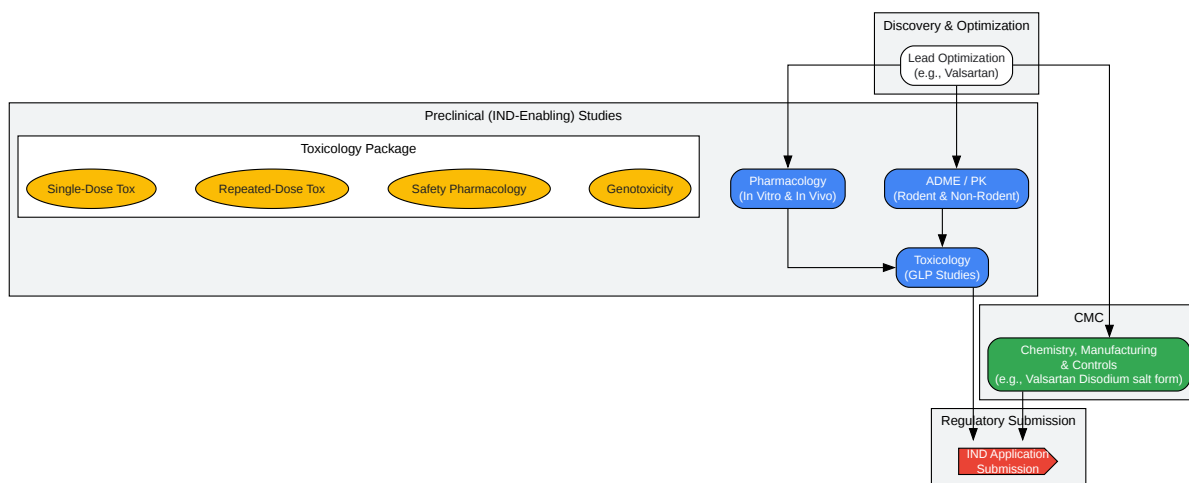 Discovery & Optimization
Lead Optimization
(e.g., Valsartan)
Preclinical (IND-Enabling) Studies
Toxicology Package
Single-Dose Tox
Repeated-Dose Tox
Safety Pharmacology
Genotoxicity
Pharmacology
(In Vitro & In Vivo)
ADME / PK
(Rodent & Non-Rodent)
Toxicology
(GLP Studies)
CMC
Chemistry, Manufacturing
& Controls
(e.g., Valsartan Disodium salt form)
Regulatory Submission
IND Application
Submission